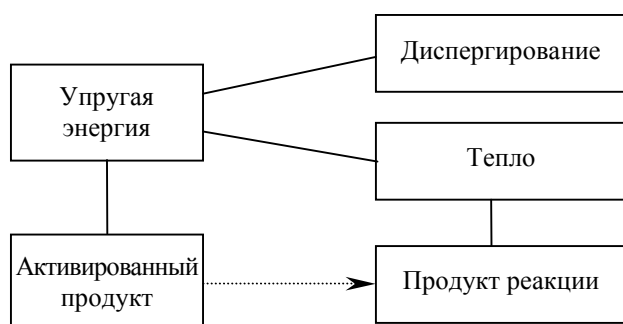 Диспергирование
Упругая
энергия
Тепло
Активированный
продукт
Продукт реакции